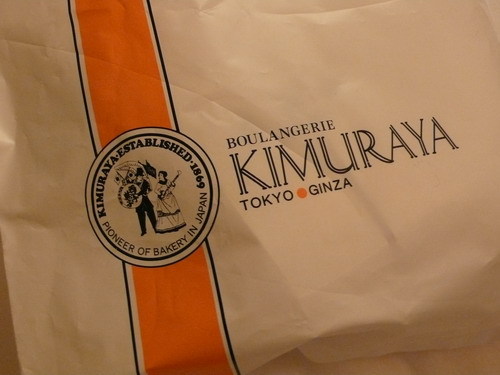 BOULANGERIE
KIMURAYA
TOKYO●GINZA
KIMURAYA·ESTABLISHED·1869
PIONEER OF BAKERY IN JAPAN